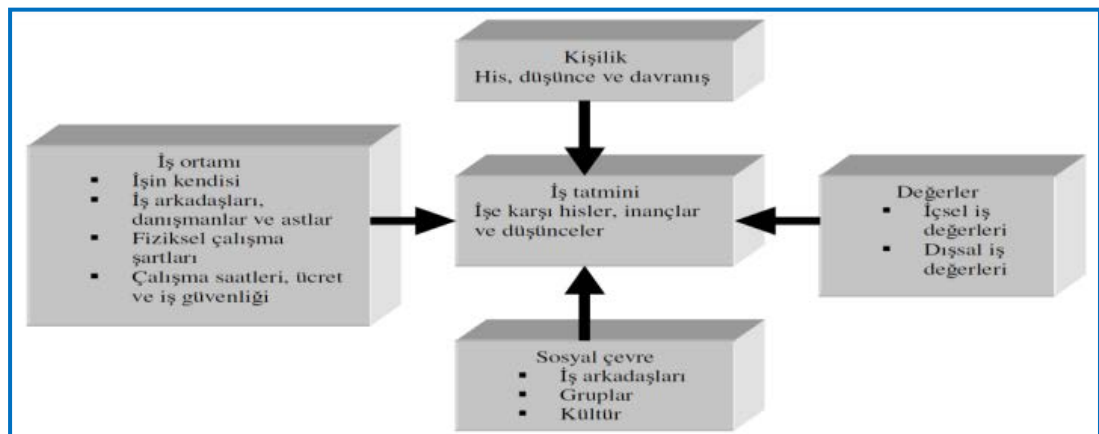 Kişilik
His, düşünce ve davranış
İş ortamı
▪ İşin kendisi
▪ İş arkadaşları,
danışmanlar ve astlar
▪ Fiziksel çalışma
şartları
▪ Çalışma saatleri, ücret
ve iş güvenliği
İş tatmini
İşe karşı hisler, inançlar
ve düşünceler
Değerler
▪ İçsel iş
değerleri
▪ Dışsal iş
değerleri
Sosyal çevre
▪ İş arkadaşları
▪ Gruplar
▪ Kültür